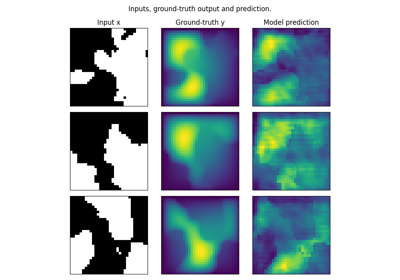 Inputs, ground-truth output and prediction.
Input x
Ground-truth y
Model prediction